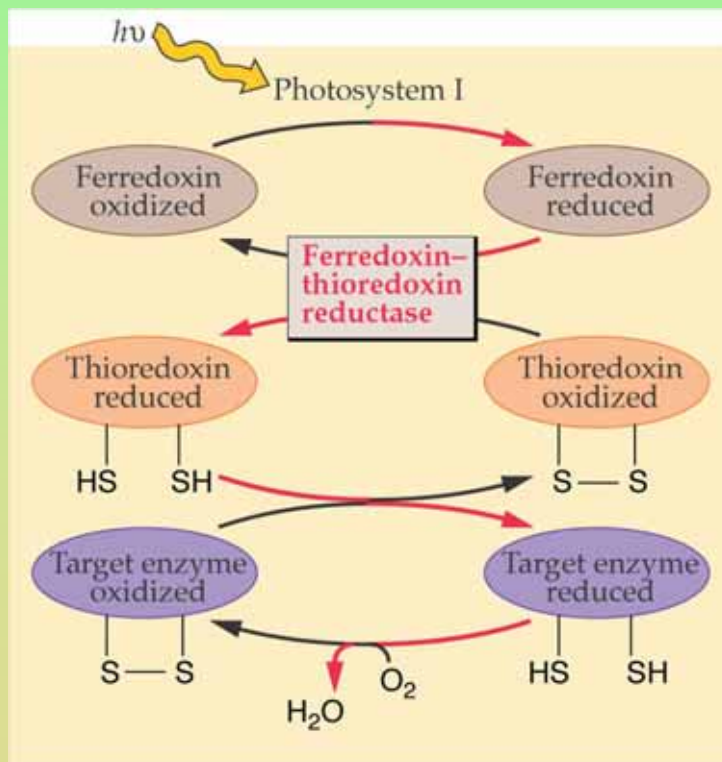 hυ
Photosystem I
Ferredoxin
oxidized
Ferredoxin
reduced
Ferredoxin–
thioredoxin
reductase
Thioredoxin
reduced
Thioredoxin
oxidized
HS SH
S — S
Target enzyme
oxidized
Target enzyme
reduced
S — S
HS SH
O₂
H₂O